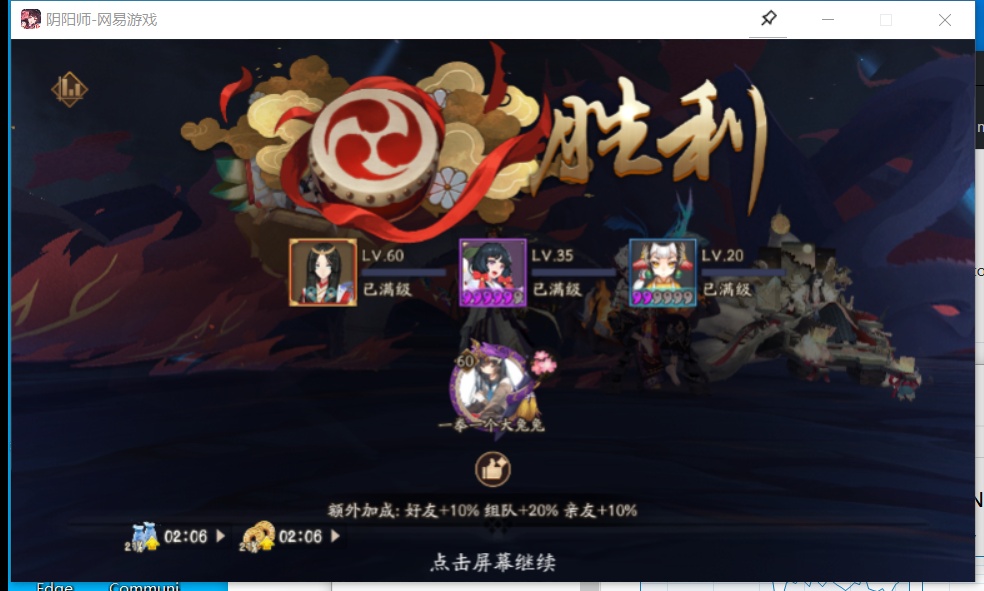 阴阳师-网易游戏
胜利
LV.60
已满级
LV.35
已满级
LV.20
已满级
60
一拳一个大兔兔
额外加成: 好友+10% 组队+20% 亲友+10%
02:06 02:06
点击屏幕继续
Edge Communi